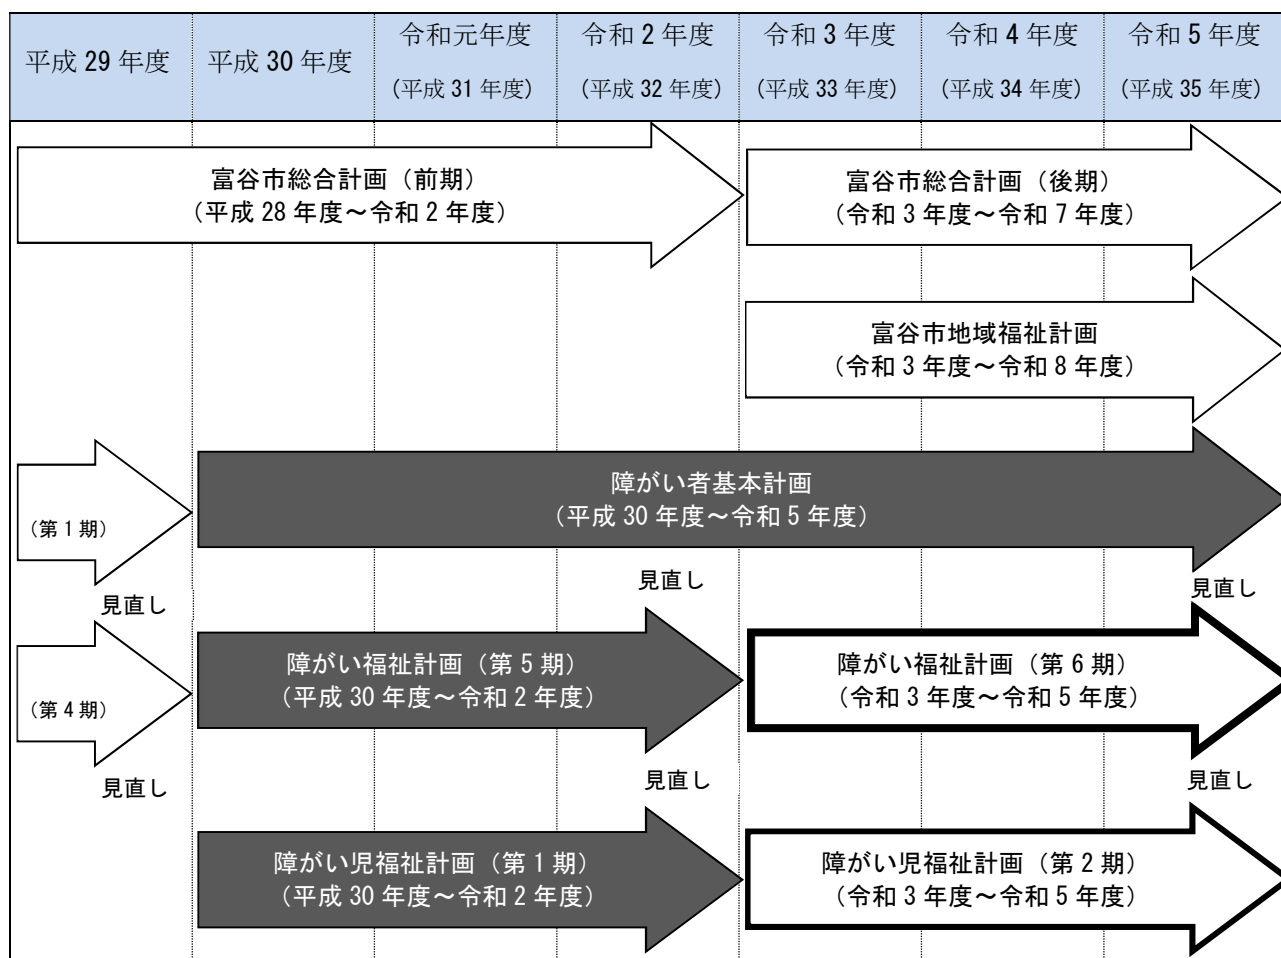 平成 29 年度
平成 30 年度
令和元年度
(平成 31 年度)
令和 2 年度
(平成 32 年度)
令和 3 年度
(平成 33 年度)
令和 4 年度
(平成 34 年度)
令和 5 年度
(平成 35 年度)
富谷市総合計画（前期）
（平成 28 年度～令和 2 年度）
富谷市総合計画（後期）
（令和 3 年度～令和 7 年度）
富谷市地域福祉計画
（令和 3 年度～令和 8 年度）
（第 1 期）
障がい者基本計画
（平成 30 年度～令和 5 年度）
見直し
見直し
見直し
（第 4 期）
障がい福祉計画（第 5 期）
（平成 30 年度～令和 2 年度）
障がい福祉計画（第 6 期）
（令和 3 年度～令和 5 年度）
見直し
見直し
見直し
障がい児福祉計画（第 1 期）
（平成 30 年度～令和 2 年度）
障がい児福祉計画（第 2 期）
（令和 3 年度～令和 5 年度）